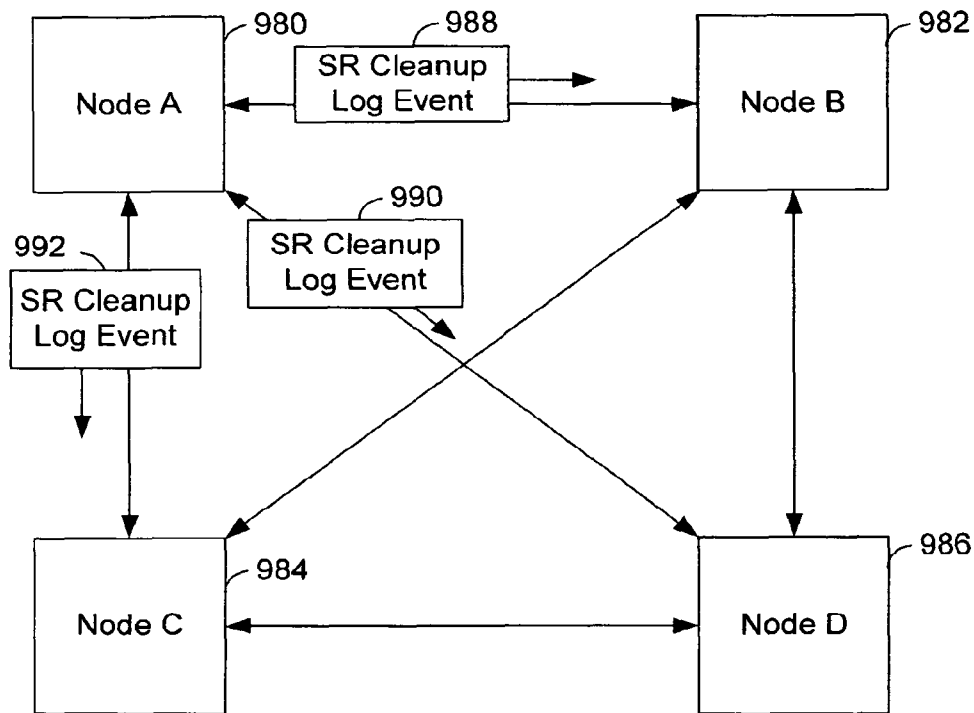 980
988
982
Node A
SR Cleanup
Log Event
Node B
990
992
SR Cleanup
Log Event
SR Cleanup
Log Event
984
986
Node C
Node D